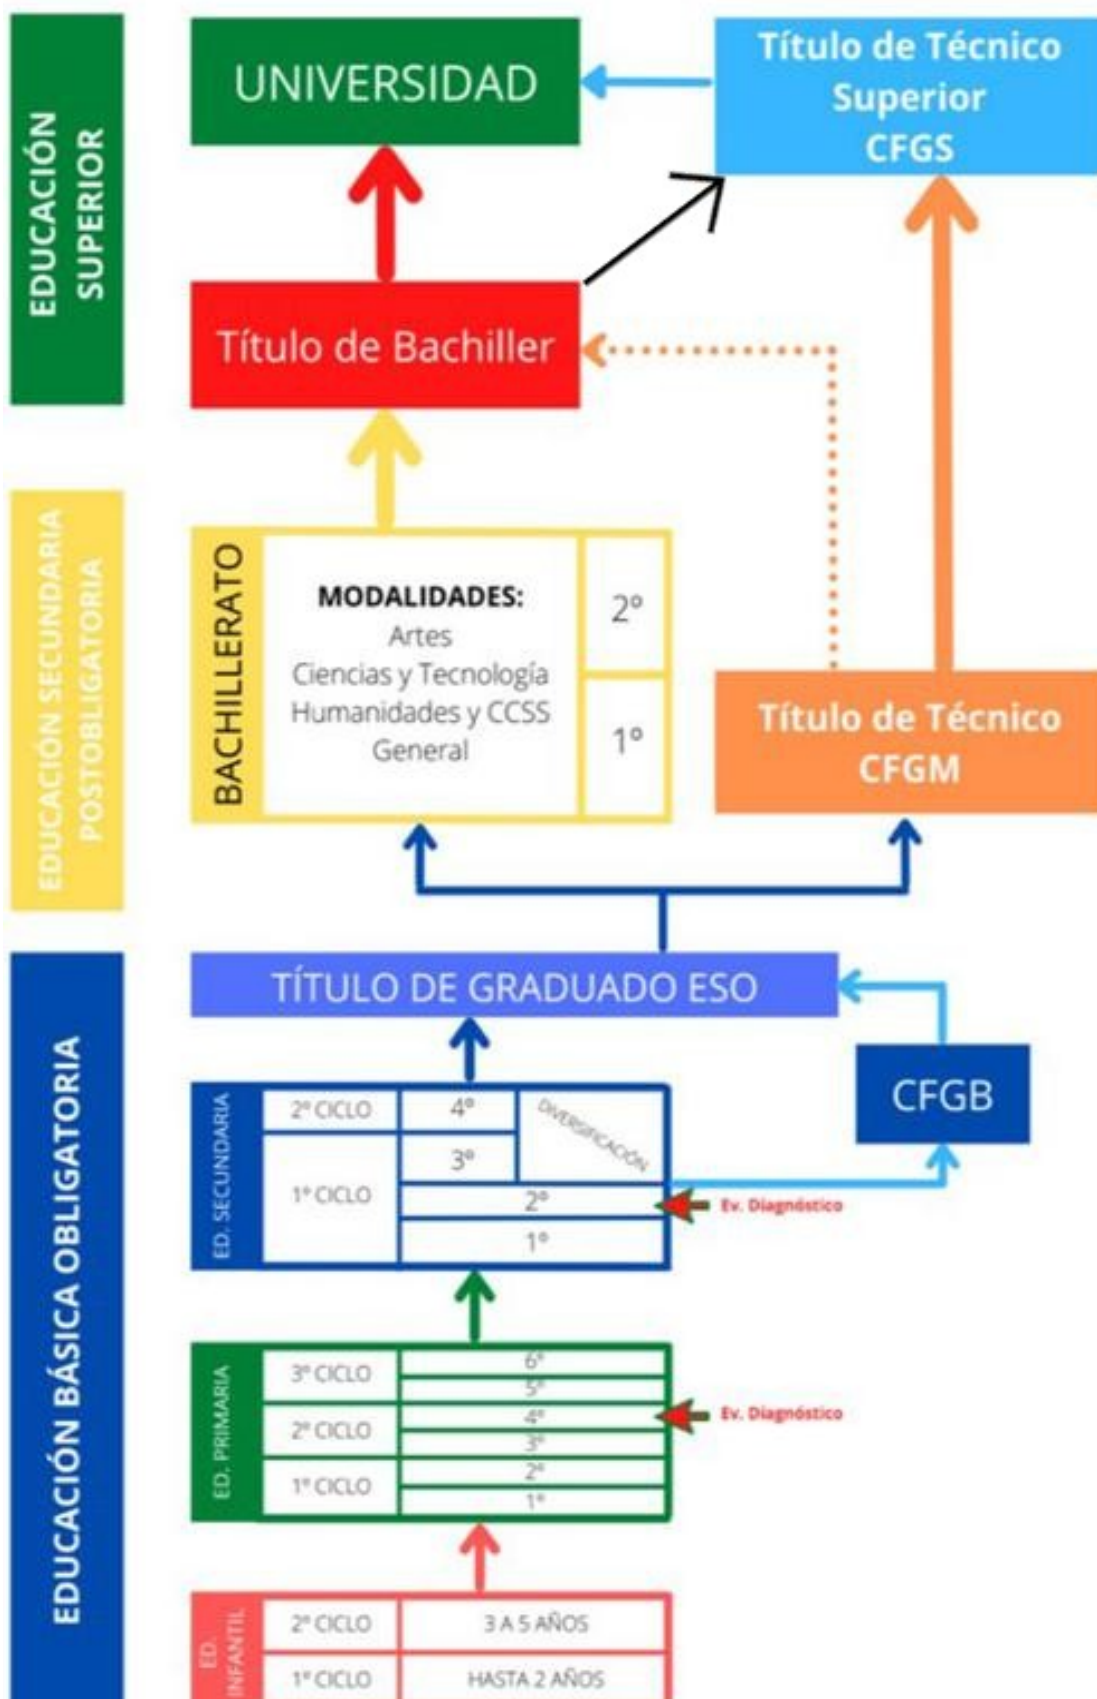 EDUCACIÓN
SUPERIOR
UNIVERSIDAD
Título de Técnico
Superior
CFGS
Título de Bachiller
EDUCACIÓN SECUNDARIA
POSTOBLIGATORIA
BACHILLERATO
MODALIDADES:
Artes
Ciencias y Tecnología
Humanidades y CCSS
General
2º
1º
Título de Técnico
CFGM
EDUCACIÓN BÁSICA OBLIGATORIA
TÍTULO DE GRADUADO ESO
CFGB
ED. SECUNDARIA
2º CICLO
4º
DIVERSIFICACIÓN
3º
1º CICLO
2º
Ev. Diagnóstico
1º
ED. PRIMARIA
3º CICLO
6º
5º
2º CICLO
4º
Ev. Diagnóstico
3º
1º CICLO
2º
1º
ED.
INFANTIL
2º CICLO
3 A 5 AÑOS
1º CICLO
HASTA 2 AÑOS